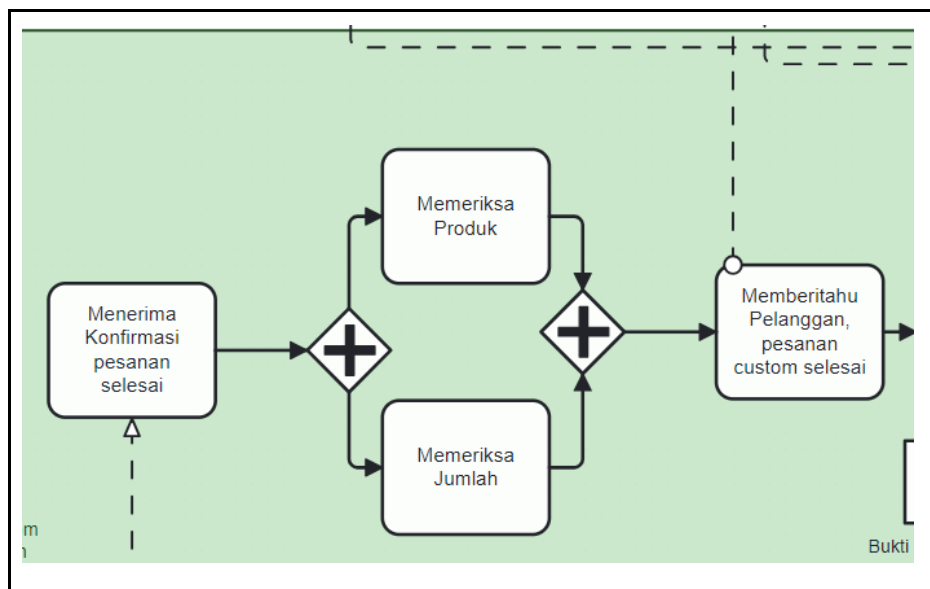 Memeriksa
Produk
Menerima
Konfirmasi
pesanan
selesai
Memberitahu
Pelanggan,
pesanan
custom selesai
Memeriksa
Jumlah
m
Bukti